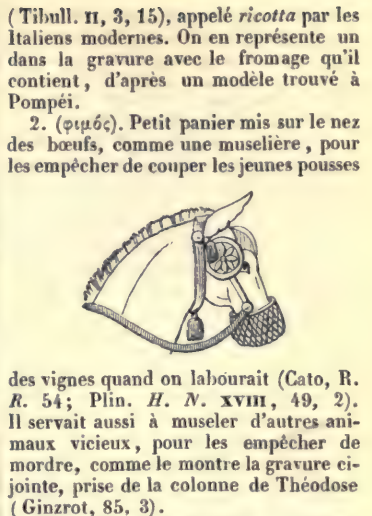 (Tibull. II, 3, 15), appelé ricotta par les
Italiens modernes. On en représente un
dans la gravure avec le fromage qu'il
contient, d'après un modèle trouvé à
Pompéi.
2. (φιμός). Petit panier mis sur le nez
des bœufs, comme une muselière, pour
les empêcher de couper les jeunes pousses
des vignes quand on labourait (Cato, R.
R. 54; Plin. H. N. XVIII, 49, 2).
Il servait aussi à museler d'autres ani-
maux vicieux, pour les empêcher de
mordre, comme le montre la gravure ci-
jointe, prise de la colonne de Théodose
(Ginzrot, 85, 3).